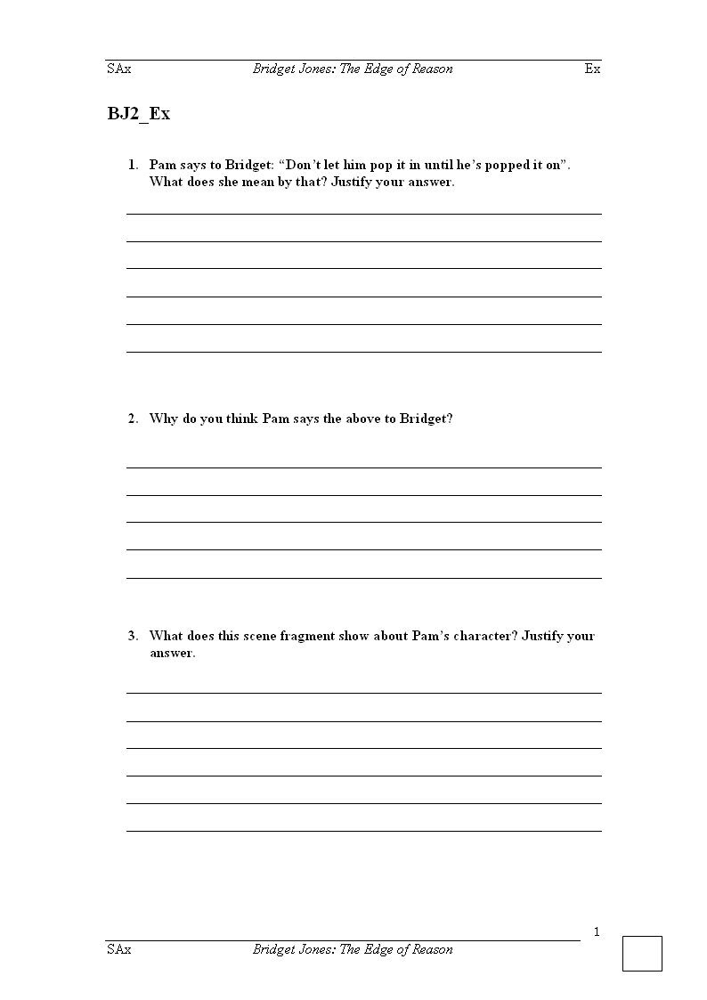 SAx Bridget Jones: The Edge of Reason Ex
BJ2_Ex
1. Pam says to Bridget: “Don’t let him pop it in until he’s popped it on”.
What does she mean by that? Justify your answer.
2. Why do you think Pam says the above to Bridget?
3. What does this scene fragment show about Pam’s character? Justify your
answer.
1
SAx Bridget Jones: The Edge of Reason